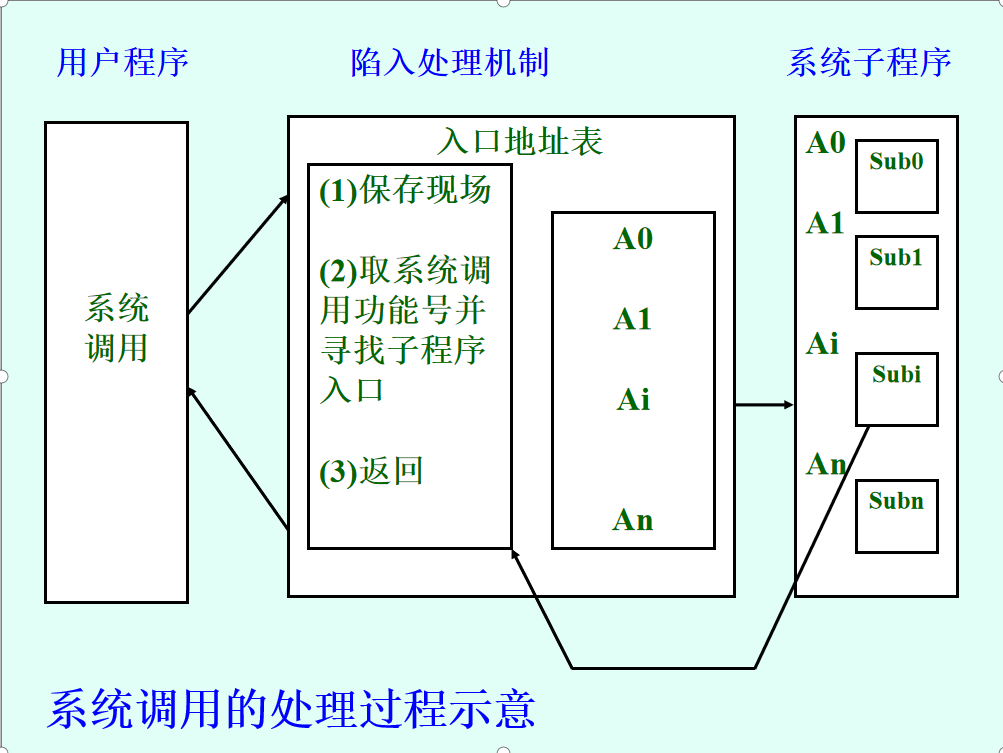 用户程序
陷入处理机制
系统子程序
系统
调用
入口地址表
(1)保存现场
(2)取系统调
用功能号并
寻找子程序
入口
(3)返回
A0
A1
Ai
An
A0
Sub0
A1
Sub1
Ai
Subi
An
Subn
系统调用的处理过程示意